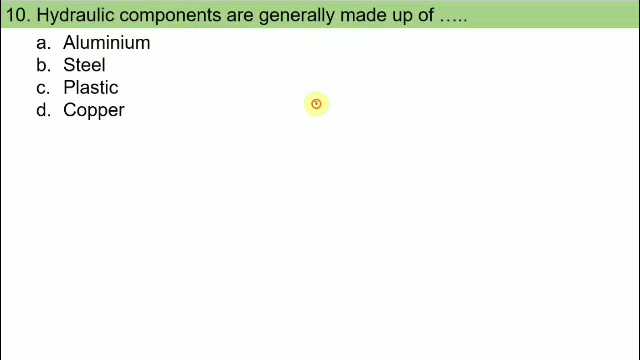 10. Hydraulic components are generally made up of …..
a. Aluminium
b. Steel
c. Plastic
d. Copper